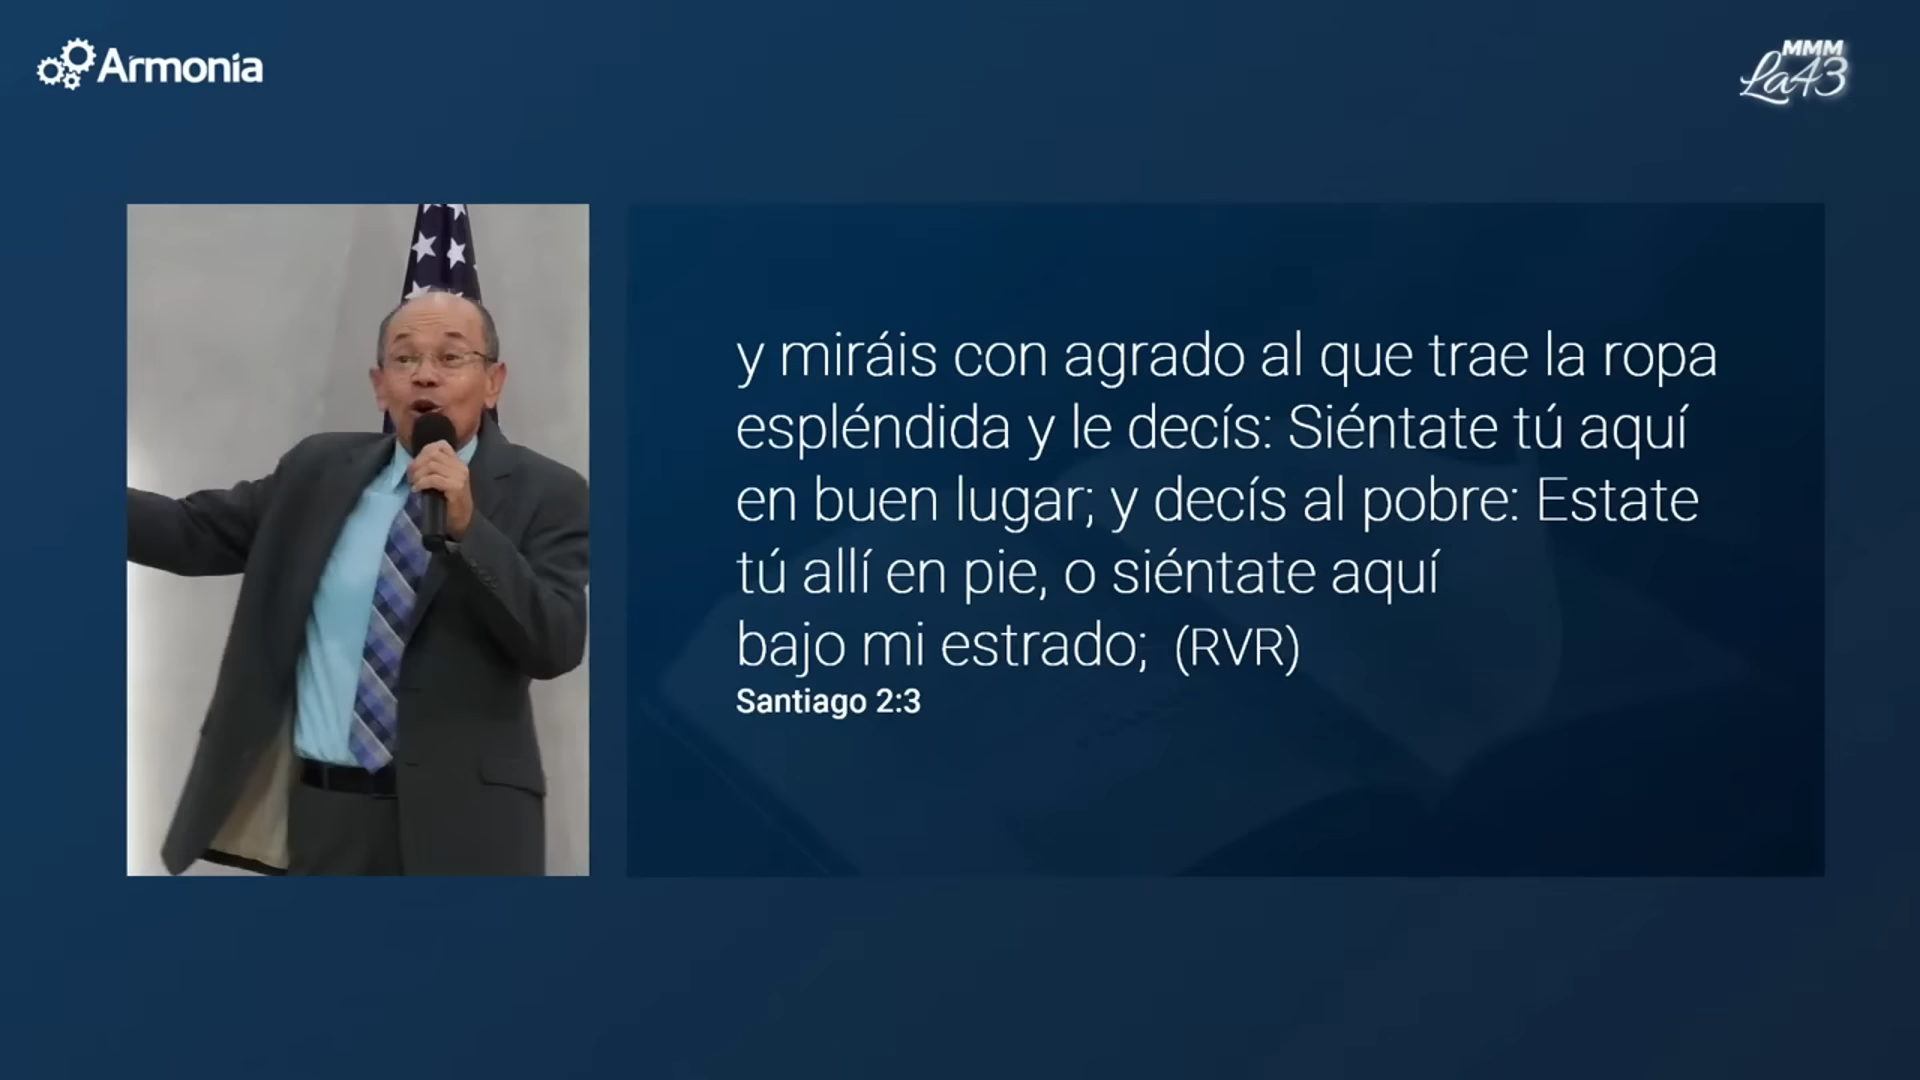 Armonía
MMM
La43
y miráis con agrado al que trae la ropa
espléndida y le decís: Siéntate tú aquí
en buen lugar; y decís al pobre: Estate
tú allí en pie, o siéntate aquí
bajo mi estrado; (RVR)
Santiago 2:3